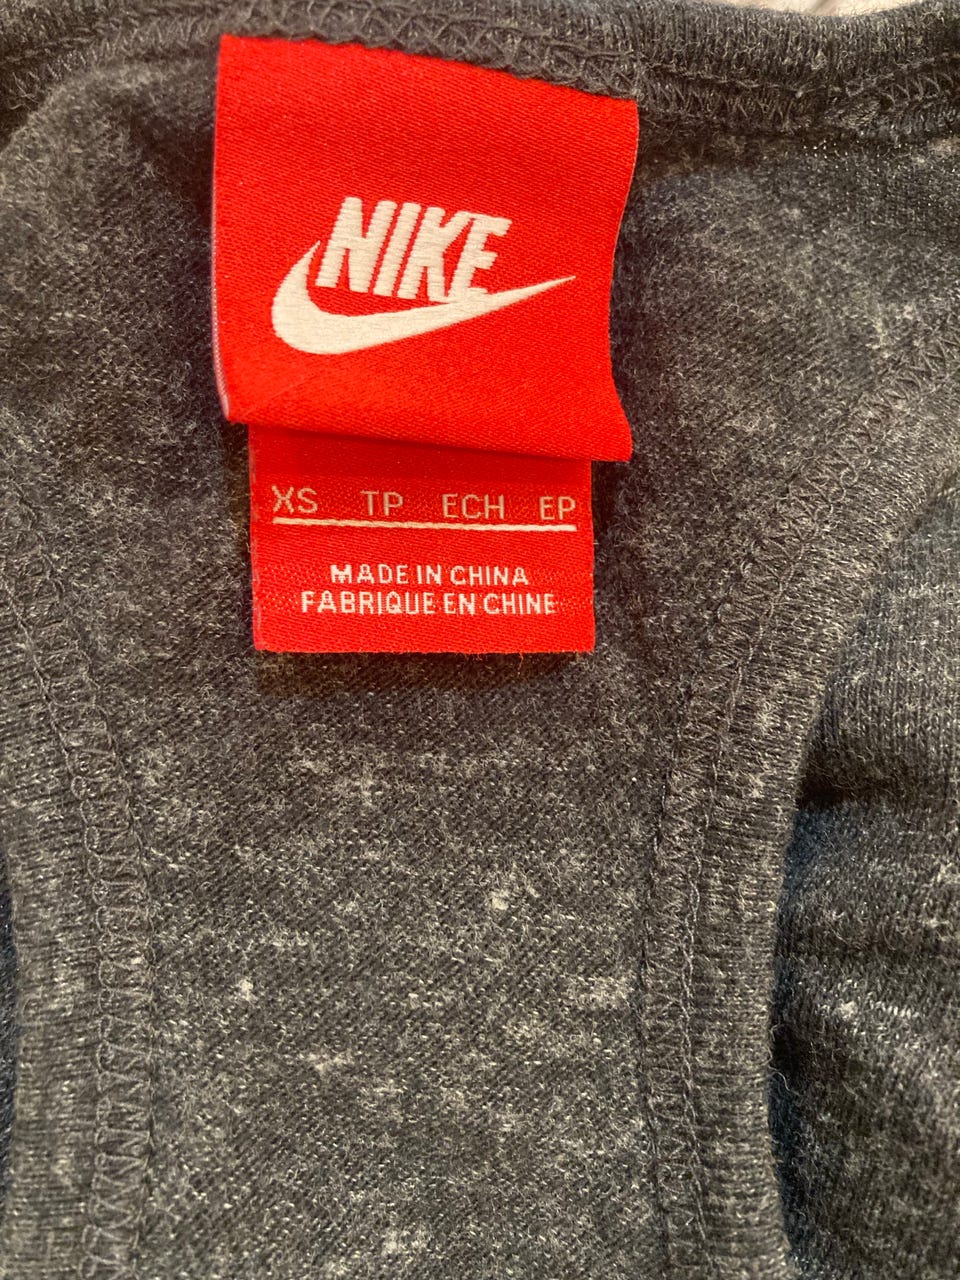 NIKE
XS TP ECH EP
MADE IN CHINA
FABRIQUE EN CHINE